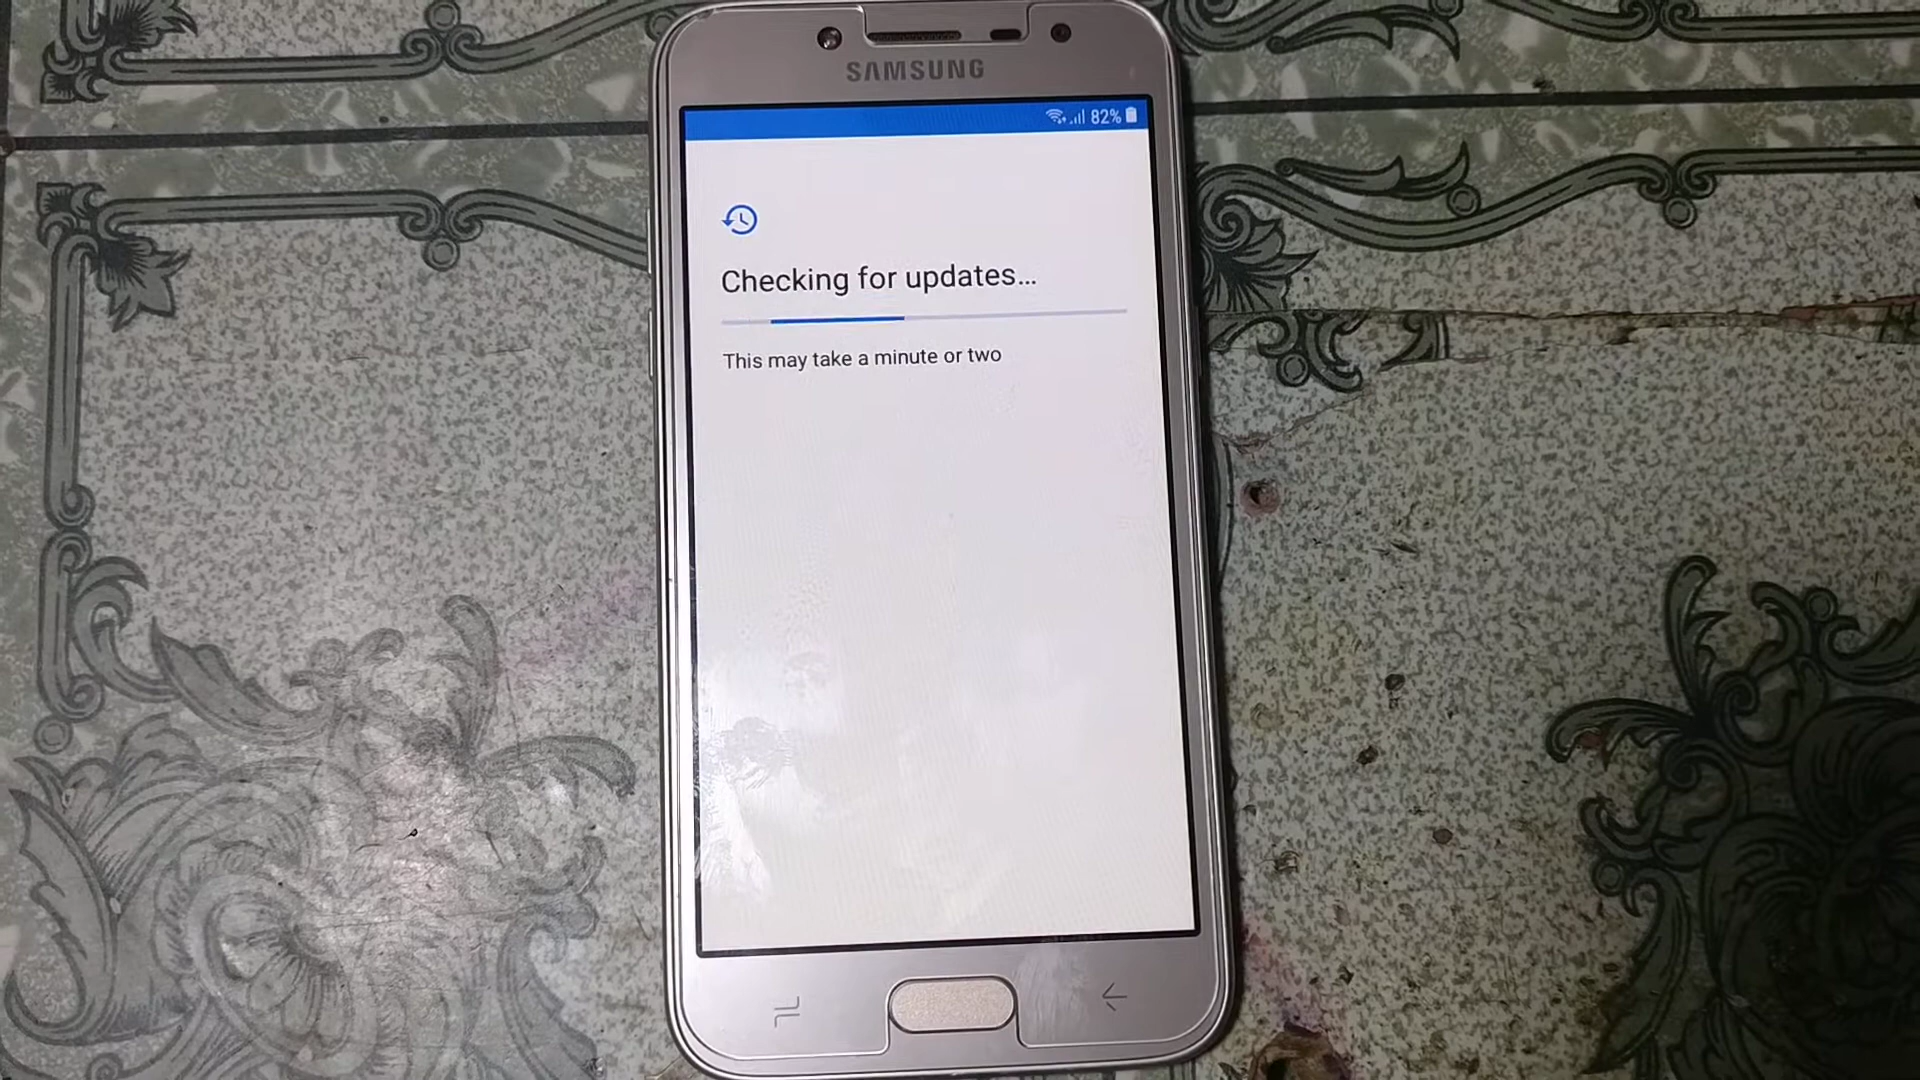 SAMSUNG
82%
Checking for updates...
This may take a minute or two